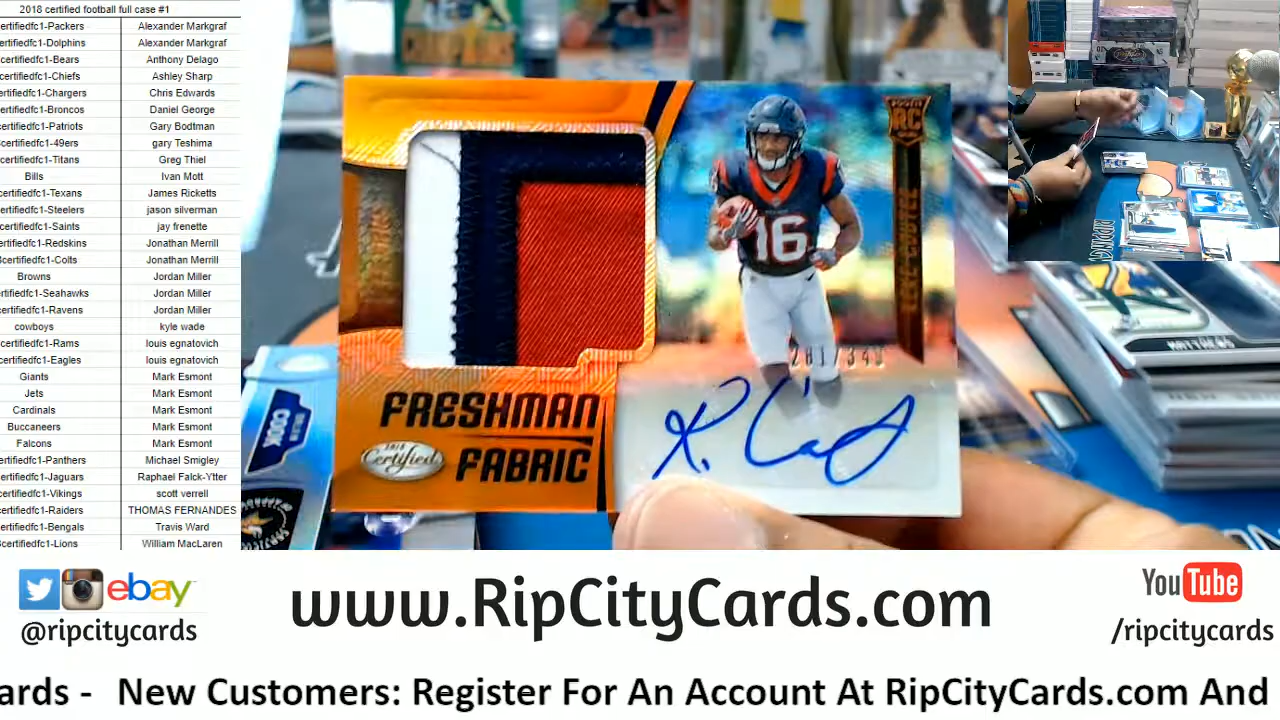 2018 certified football full case #1
ertifiedfc1-Packers Alexander Markgraf
ertifiedfc1-Dolphins Alexander Markgraf
certifiedfc1-Bears Anthony Delago
certifiedfc1-Chiefs Ashley Sharp
ertifiedfc1-Chargers Chris Edwards
ertifiedfc1-Broncos Daniel George
ertifiedfc1-Patriots Gary Bodtman
certifiedfc1-49ers gary Teshima
certifiedfc1-Titans Greg Thiel
Bills Ivan Mott
certifiedfc1-Texans James Ricketts
ertifiedfc1-Steelers jason silverman
certifiedfc1-Saints jay frenette
ertifiedfc1-Redskins Jonathan Merrill
8certifiedfc1-Colts Jonathan Merrill
Browns Jordan Miller
rtifiedfc1-Seahawks Jordan Miller
ertifiedfc1-Ravens Jordan Miller
cowboys kyle wade
certifiedfc1-Rams louis egnatovich
certifiedfc1-Eagles louis egnatovich
Giants Mark Esmont
Jets Mark Esmont
Cardinals Mark Esmont
Buccaneers Mark Esmont
Falcons Mark Esmont
ertifiedfc1-Panthers Michael Smigley
ertifiedfc1-Jaguars Raphael Falck-Ytter
certifiedfc1-Vikings scott verrell
certifiedfc1-Raiders THOMAS FERNANDES
ertifiedfc1-Bengals Travis Ward
8certifiedfc1-Lions William MacLaren
RC
16
281/349
FRESHMAN
FABRIC
2018
Certified
COOK
MATTHEWS
ebay
@ripcitycards
www.RipCityCards.com
YouTube
/ripcitycards
ards - New Customers: Register For An Account At RipCityCards.com And